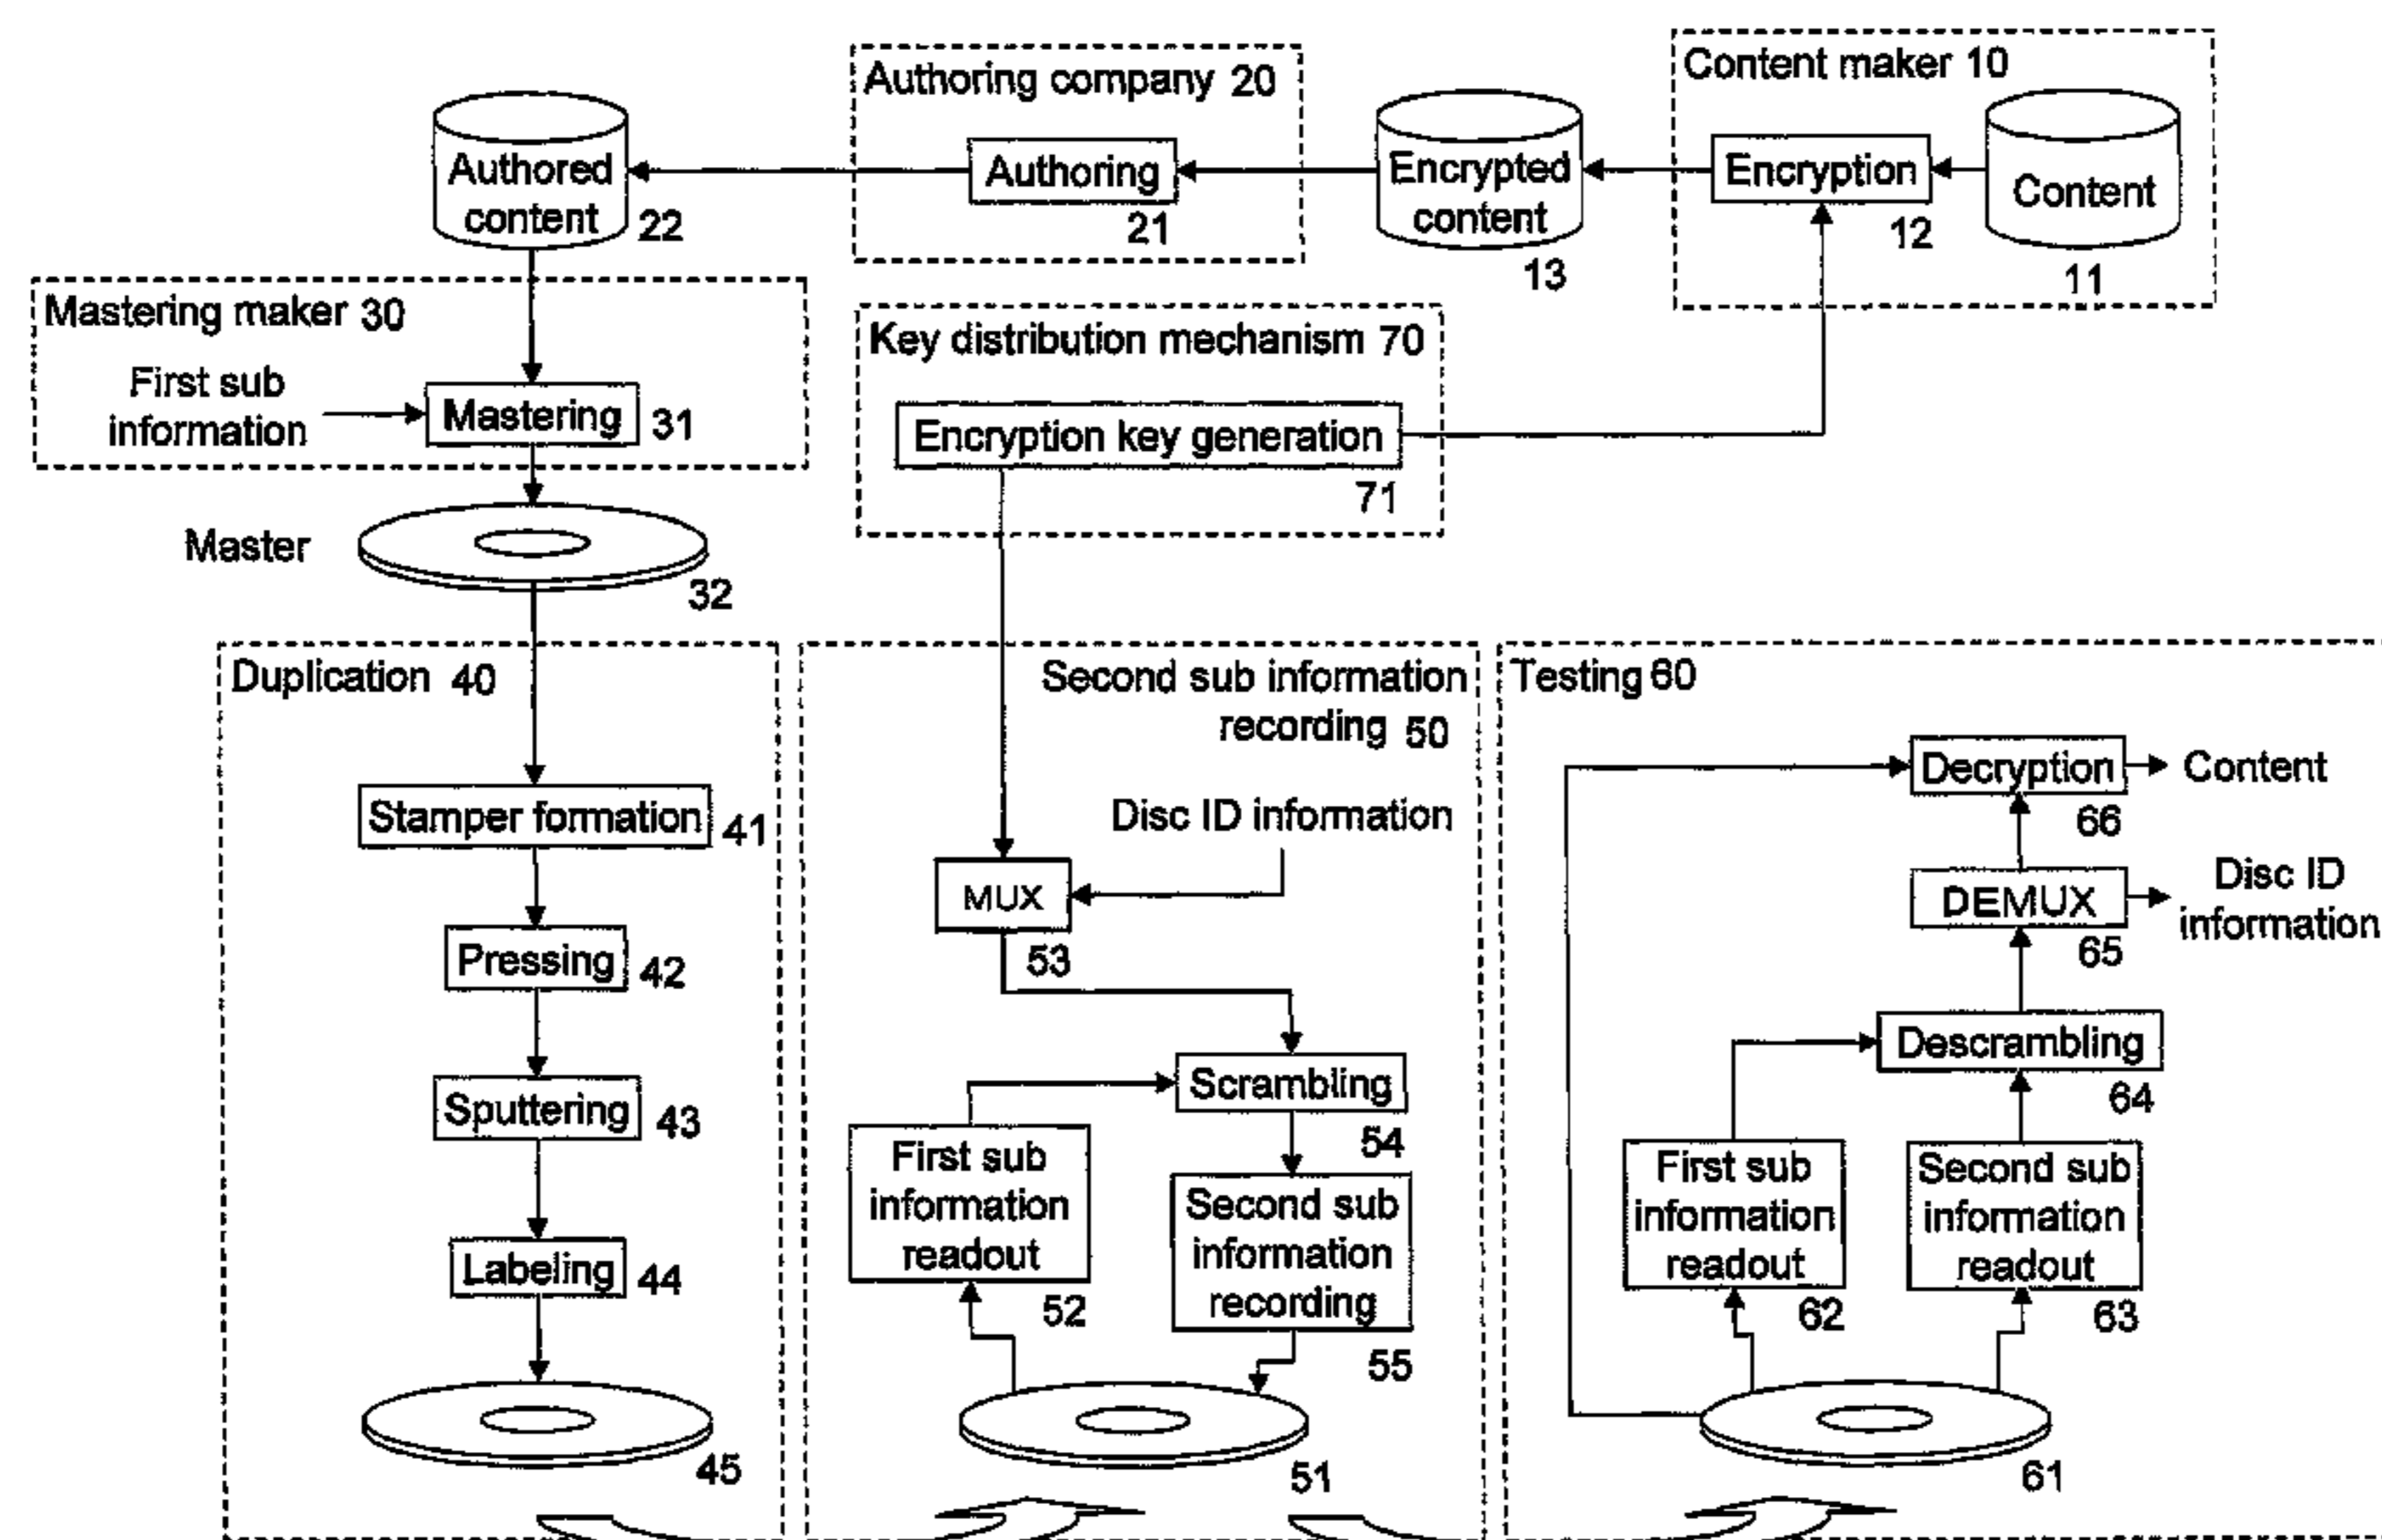 Content maker 10
Content
11
Encryption
12
Encrypted
content
13
Authoring company 20
Authoring
21
Authored
content
22
Mastering maker 30
First sub
information
Mastering
31
Master
32
Key distribution mechanism 70
Encryption key generation
71
Duplication 40
Stamper formation
41
Pressing
42
Sputtering
43
Labeling
44
45
Second sub information
recording 50
Disc ID information
MUX
53
Scrambling
54
First sub
information
readout
52
Second sub
information
recording
55
51
Testing 60
Decryption
66
Content
DEMUX
65
Disc ID
information
Descrambling
64
First sub
information
readout
62
Second sub
information
readout
63
61